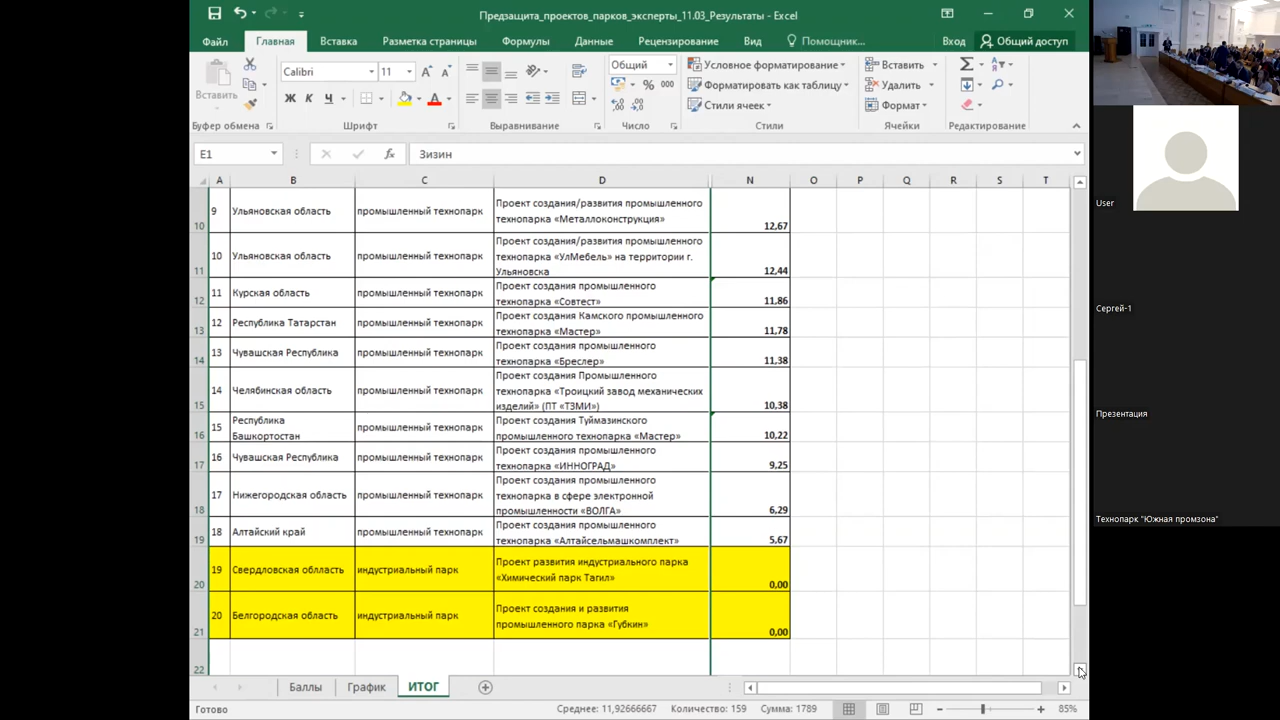 Предзащита_проектов_парков_эксперты_11.03_Результаты - Excel
Файл Главная Вставка Разметка страницы Формулы Данные Рецензирование Вид Помощник... Вход Общий доступ
Вставить
Calibri 11
Ж К Ч
Общий
% 000
Условное форматирование
Форматировать как таблицу
Стили ячеек
Вставить
Удалить
Формат
Буфер обмена Шрифт Выравнивание Число Стили Ячейки Редактирование
E1 Зизин
A B C D N O P Q R S T
10 9 Ульяновская область промышленный технопарк Проект создания/развития промышленного
технопарка «Металлоконструкция» 12,67
11 10 Ульяновская область промышленный технопарк Проект создания/развития промышленного
технопарка «УлМебель» на территории г.
Ульяновска 12,44
12 11 Курская область промышленный технопарк Проект создания промышленного
технопарка «Совтест» 11,86
13 12 Республика Татарстан промышленный технопарк Проект создания Камского промышленного
технопарка «Мастер» 11,78
14 13 Чувашская Республика промышленный технопарк Проект создания промышленного
технопарка «Бреслер» 11,38
15 14 Челябинская область промышленный технопарк Проект создания Промышленного
технопарка «Троицкий завод механических
изделий» (ПТ «ТЗМИ») 10,38
16 15 Республика
Башкортостан промышленный технопарк Проект создания Туймазинского
промышленного технопарка «Мастер» 10,22
17 16 Чувашская Республика промышленный технопарк Проект создания промышленного
технопарка «ИННОГРАД» 9,25
18 17 Нижегородская область промышленный технопарк Проект создания промышленного
технопарка в сфере электронной
промышленности «ВОЛГА» 6,29
19 18 Алтайский край промышленный технопарк Проект создания промышленного
технопарка «Алтайсельмашкомплект» 5,67
20 19 Свердловская облласть индустриальный парк Проект развития индустриального парка
«Химический парк Тагил» 0,00
21 20 Белгородская область индустриальный парк Проект создания и развития
промышленного парка «Губкин» 0,00
22
Баллы График ИТОГ
Готово Среднее: 11,92666667 Количество: 159 Сумма: 1789 85%
User
Сергей-1
Презентация
Технопарк "Южная промзона"